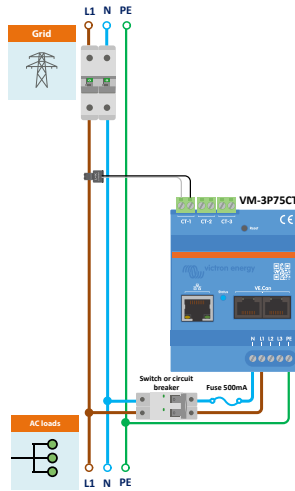 L1 N PE
Grid
CT-1 CT-2 CT-3
VM-3P75CT
CE
Reset
victron energy
Status
VE.Can
N L1 L2 L3 PE
Switch or circuit
breaker
Fuse 500mA
AC loads
L1 N PE